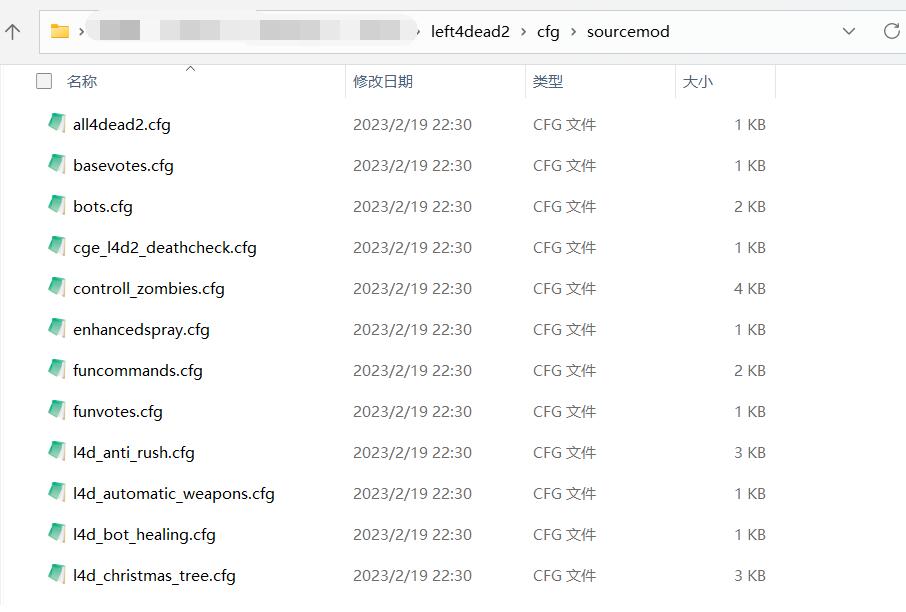 left4dead2 › cfg › sourcemod
名称 修改日期 类型 大小
all4dead2.cfg 2023/2/19 22:30 CFG 文件 1 KB
basevotes.cfg 2023/2/19 22:30 CFG 文件 1 KB
bots.cfg 2023/2/19 22:30 CFG 文件 2 KB
cge_l4d2_deathcheck.cfg 2023/2/19 22:30 CFG 文件 1 KB
controll_zombies.cfg 2023/2/19 22:30 CFG 文件 4 KB
enhancedspray.cfg 2023/2/19 22:30 CFG 文件 1 KB
funcommands.cfg 2023/2/19 22:30 CFG 文件 2 KB
funvotes.cfg 2023/2/19 22:30 CFG 文件 1 KB
l4d_anti_rush.cfg 2023/2/19 22:30 CFG 文件 3 KB
l4d_automatic_weapons.cfg 2023/2/19 22:30 CFG 文件 1 KB
l4d_bot_healing.cfg 2023/2/19 22:30 CFG 文件 1 KB
l4d_christmas_tree.cfg 2023/2/19 22:30 CFG 文件 3 KB